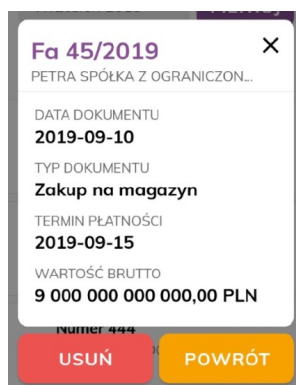 Fa 45/2019
PETRA SPÓŁKA Z OGRANICZON...
DATA DOKUMENTU
2019-09-10
TYP DOKUMENTU
Zakup na magazyn
TERMIN PŁATNOŚCI
2019-09-15
WARTOŚĆ BRUTTO
9 000 000 000 000,00 PLN
Numer 444
USUŃ
POWRÓT